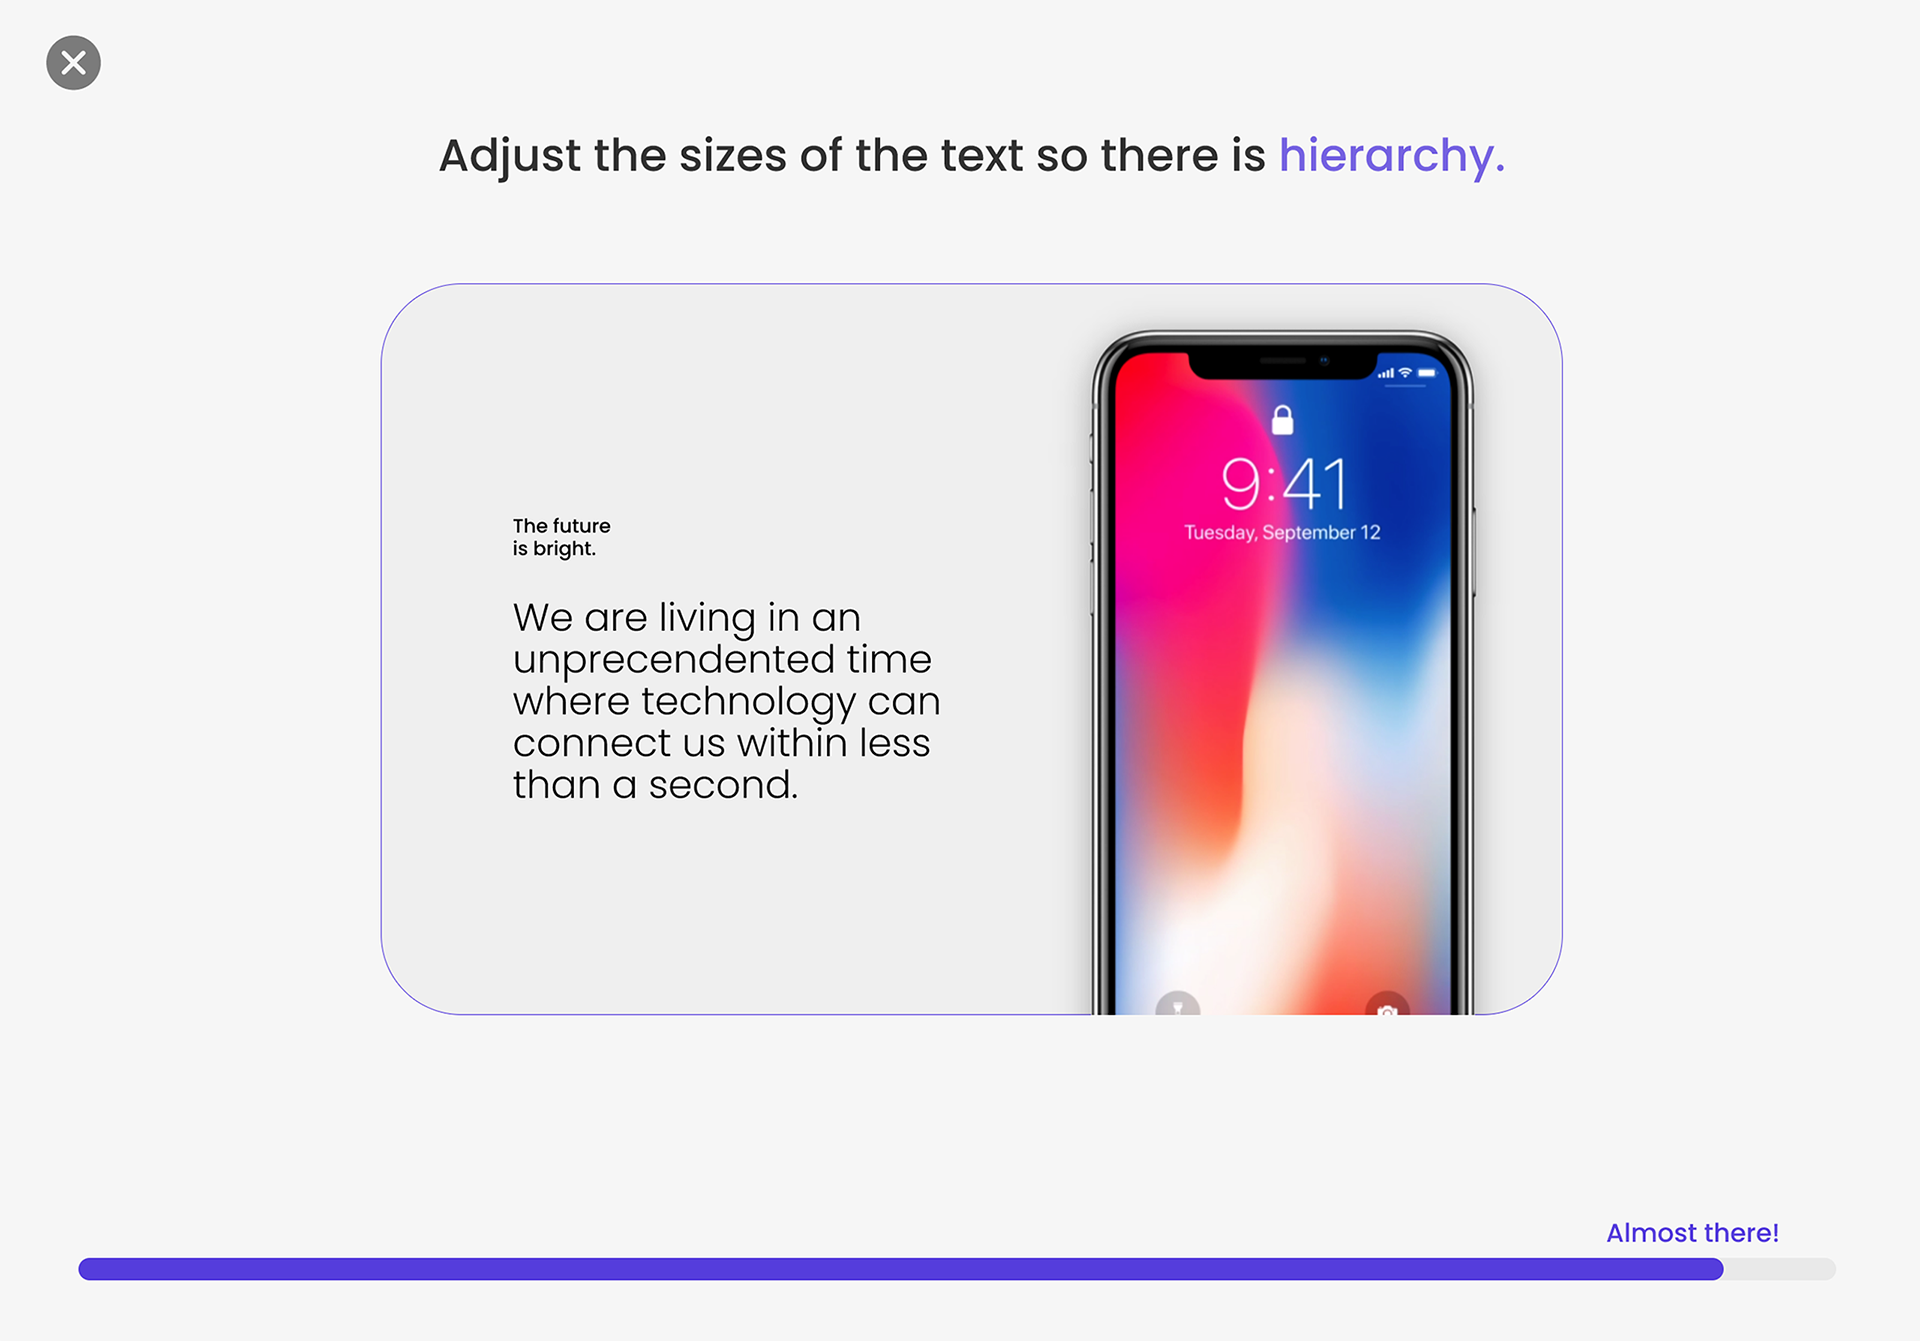 Adjust the sizes of the text so there is hierarchy.
The future
is bright.
We are living in an
unprecendented time
where technology can
connect us within less
than a second.
9:41
Tuesday, September 12
Almost there!